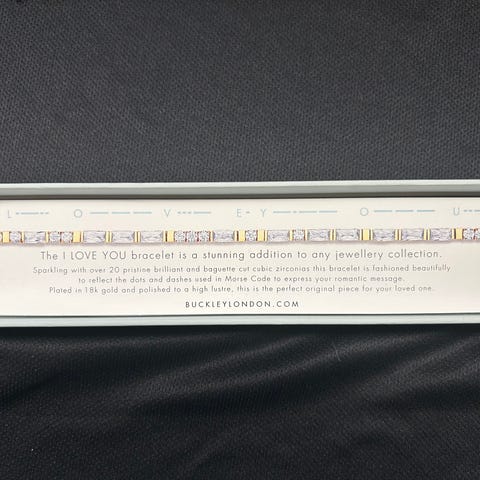 L O V E Y O U
The I LOVE YOU bracelet is a stunning addition to any jewellery collection.
Sparkling with over 20 pristine brilliant and baguette cut cubic zirconias this bracelet is fashioned beautifully
to reflect the dots and dashes used in Morse Code to express your romantic message.
Plated in 18k gold and polished to a high lustre, this is the perfect original piece for your loved one.
BUCKLEYLONDON.COM